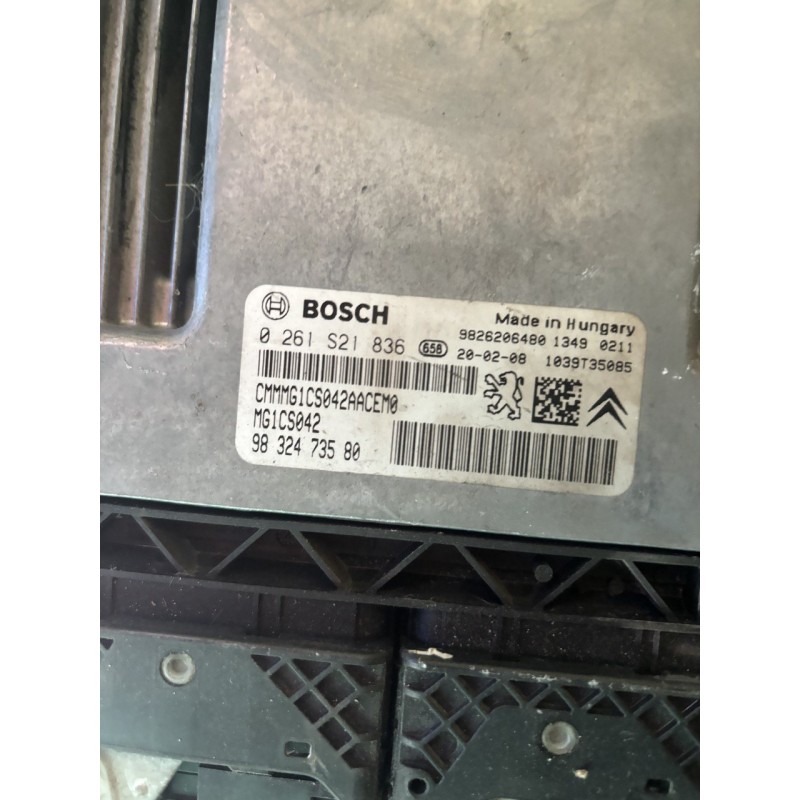 BOSCH
Made in Hungary
0 261 S21 836 658
9826206480 1349 0211
20-02-08 1039T35085
CMMMG1CS042AACEM0
MG1CS042
98 324 735 80